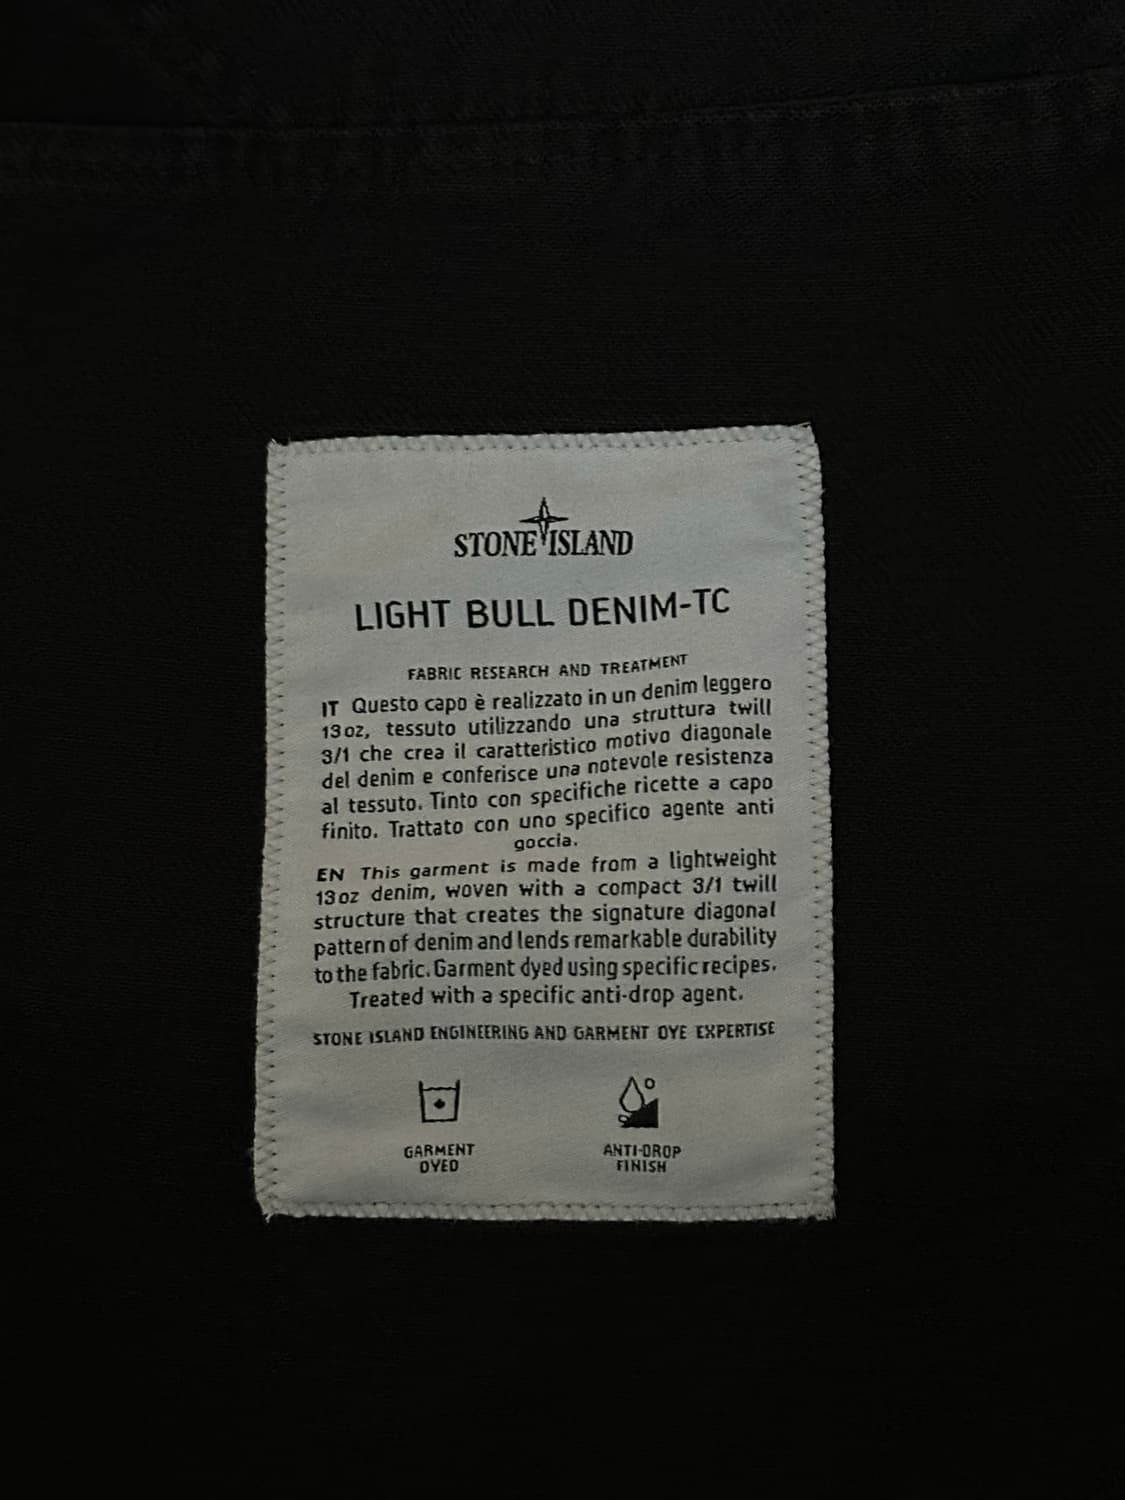 STONE ISLAND
LIGHT BULL DENIM-TC
FABRIC RESEARCH AND TREATMENT
IT Questo capo è realizzato in un denim leggero
13 oz, tessuto utilizzando una struttura twill
3/1 che crea il caratteristico motivo diagonale
del denim e conferisce una notevole resistenza
al tessuto. Tinto con specifiche ricette a capo
finito. Trattato con uno specifico agente anti
goccia.
EN This garment is made from a lightweight
13 oz denim, woven with a compact 3/1 twill
structure that creates the signature diagonal
pattern of denim and lends remarkable durability
to the fabric. Garment dyed using specific recipes.
Treated with a specific anti-drop agent.
STONE ISLAND ENGINEERING AND GARMENT DYE EXPERTISE
GARMENT DYED
ANTI-DROP FINISH